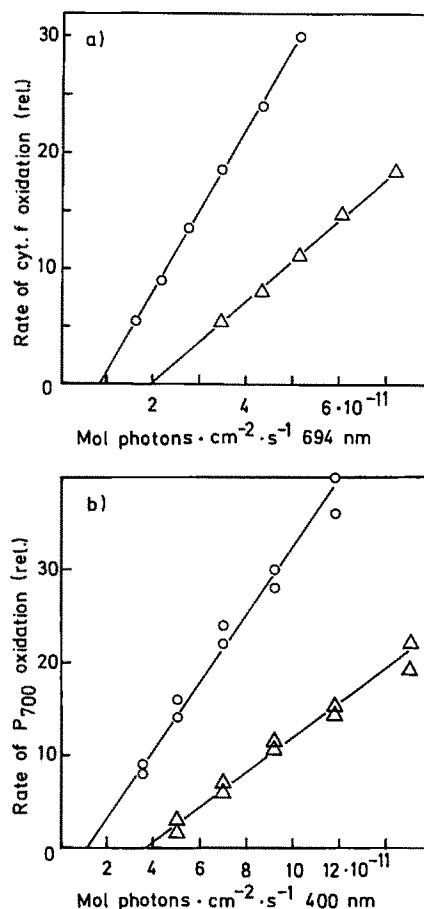 a)
Rate of cyt. f oxidation (rel.)
30
20
10
0
2 4 6·10⁻¹¹
Mol photons · cm⁻² · s⁻¹ 694 nm
b)
Rate of P₇₀₀ oxidation (rel.)
30
20
10
0
2 4 6 8 10 12·10⁻¹¹
Mol photons · cm⁻² · s⁻¹ 400 nm